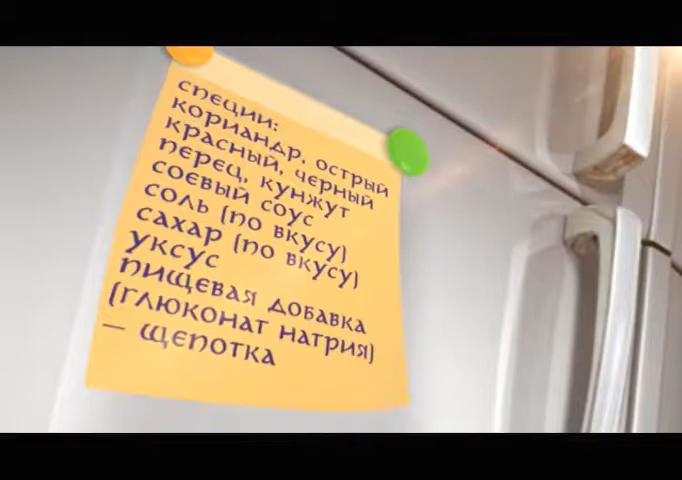 специи:
кориандр, острый
красный, черный
перец, кунжут
соевый соус
соль (по вкусу)
сахар (по вкусу)
уксус
пищевая добавка
(глюконат натрия)
– щепотка